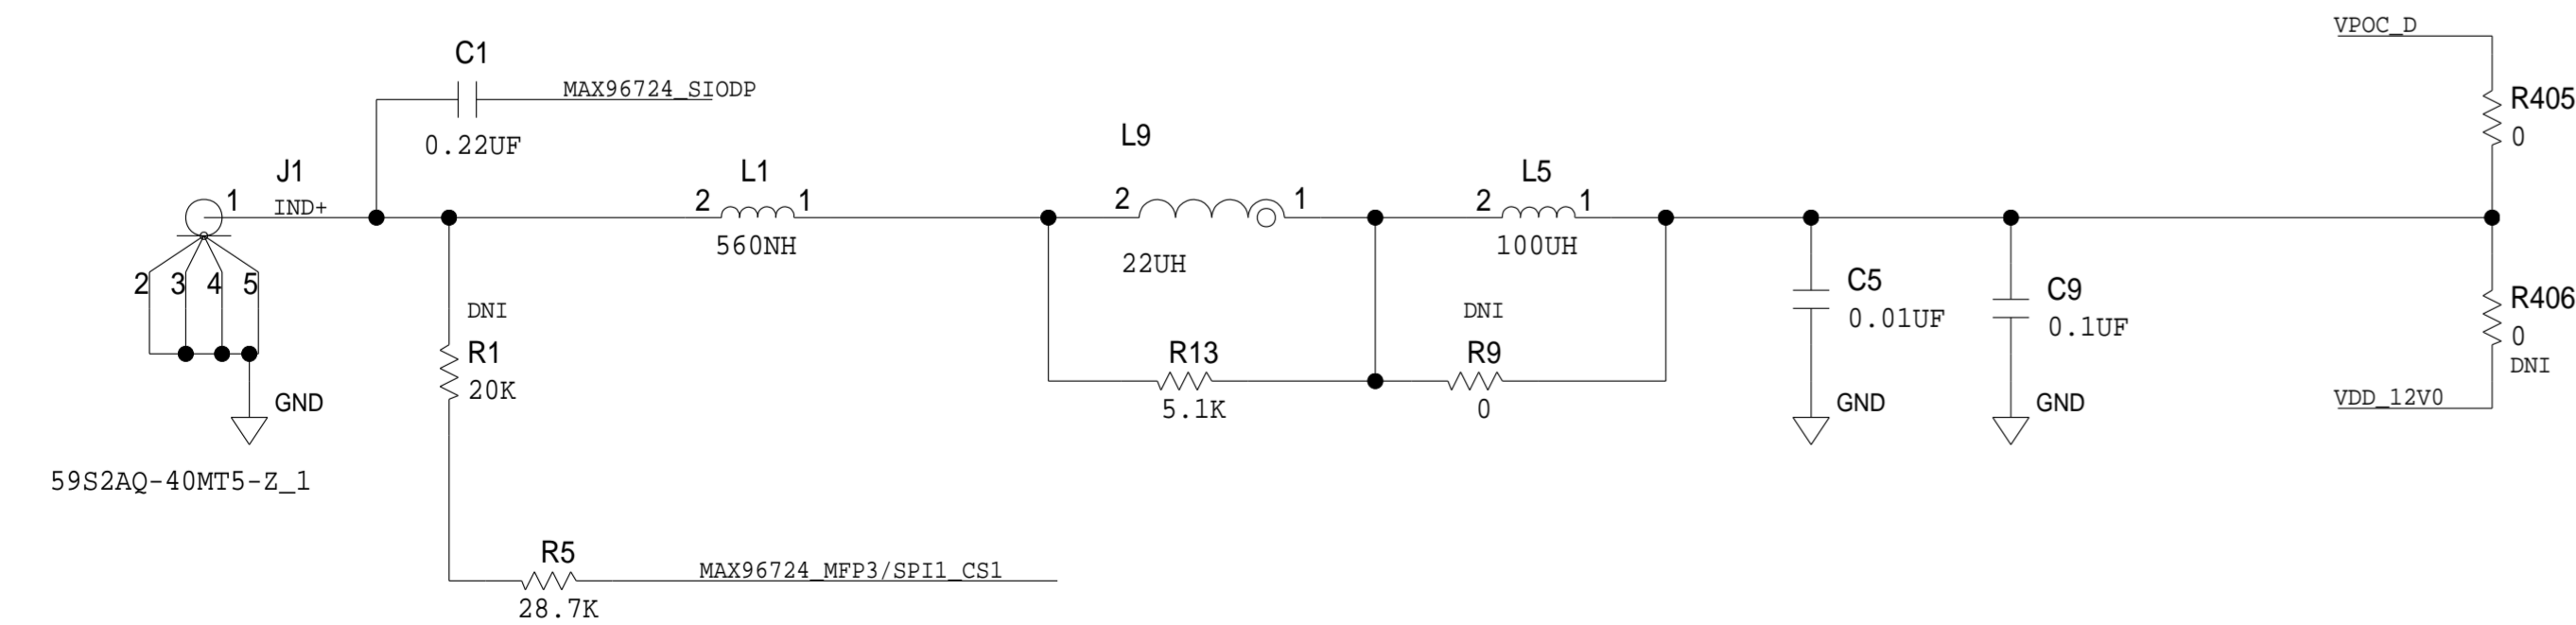 VPOC_D
C1
MAX96724_SIODP
R405
0
0.22UF
L9
J1
L1
L5
1
IND+
2
1
2
1
2
1
560NH
22UH
100UH
2
3
4
5
C5
0.01UF
C9
0.1UF
R406
0
DNI
DNI
DNI
R1
20K
R13
5.1K
R9
0
GND
GND
GND
VDD_12V0
59S2AQ-40MT5-Z_1
R5
28.7K
MAX96724_MFP3/SPI1_CS1